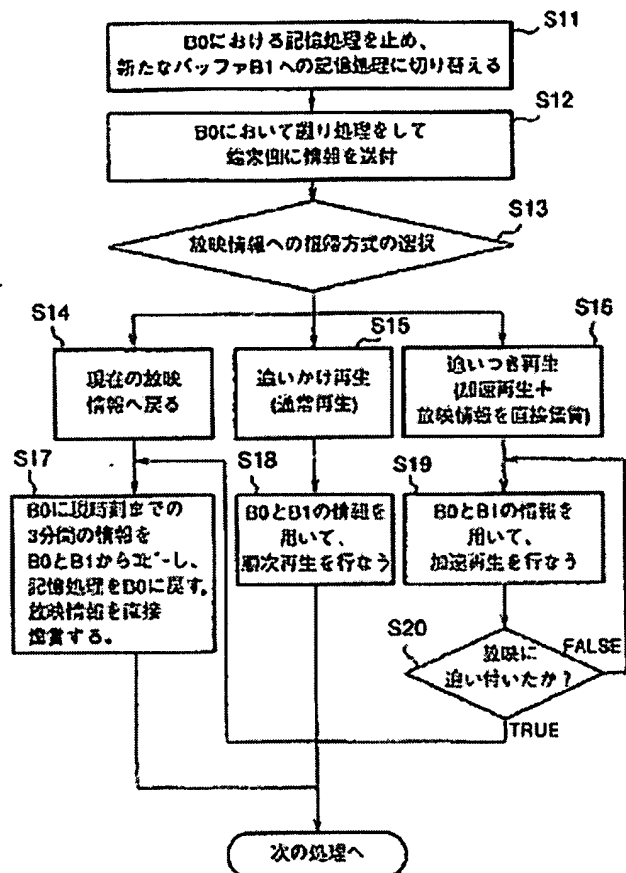 S11
B0における記憶処理を止め、
新たなバッファB1への記憶処理に切り替える
S12
B0において遡り処理をして
端末側に情報を送付
S13
放映情報への復帰方式の選択
S14
現在の放映
情報へ戻る
S15
追いかけ再生
(通常再生)
S16
追いつき再生
(加速再生+
放映情報を直接鑑賞)
S17
B0に現時刻までの
3分間の情報を
B0とB1からコピーし、
記憶処理をB0に戻す。
放映情報を直接
鑑賞する。
S18
B0とB1の情報を
用いて、
順次再生を行なう
S19
B0とB1の情報を
用いて、
加速再生を行なう
S20
放映に
追い付いたか?
FALSE
TRUE
次の処理へ